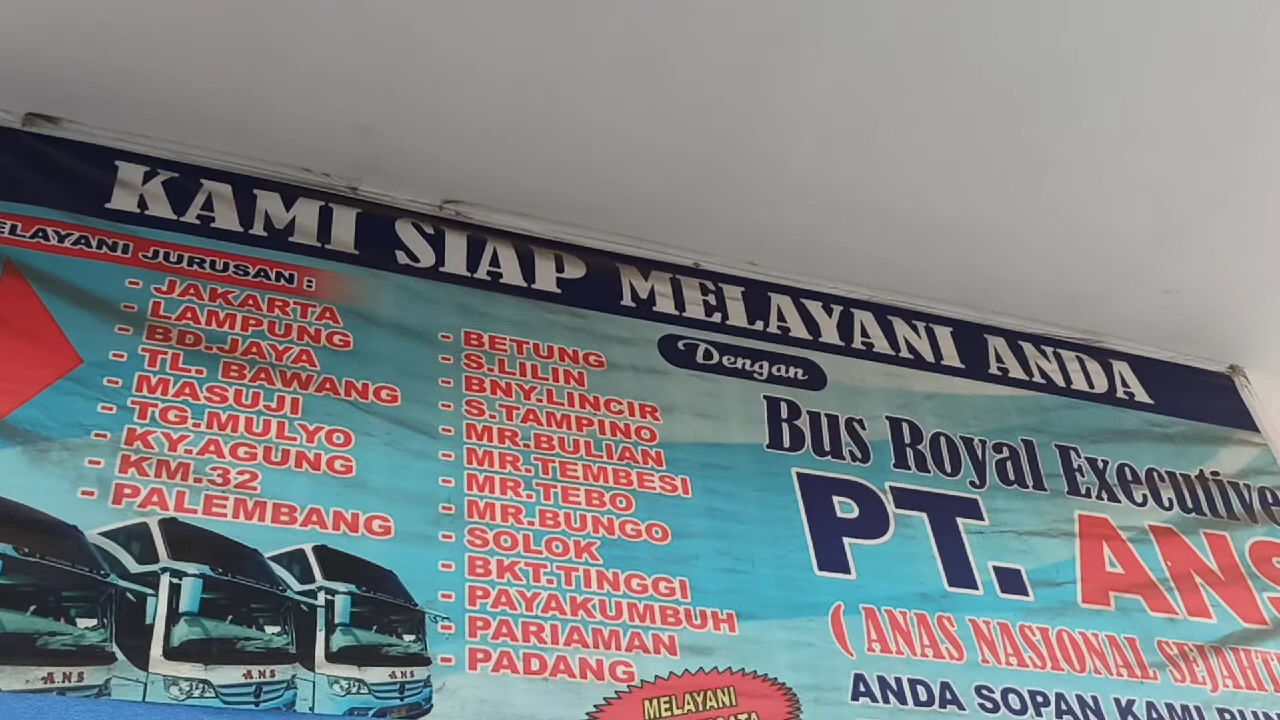 KAMI SIAP MELAYANI ANDA
ELAYANI JURUSAN :
- JAKARTA
- LAMPUNG
- BD.JAYA
- TL. BAWANG
- MASUJI
- TG.MULYO
- KY.AGUNG
- KM.32
- PALEMBANG
- BETUNG
- S.LILIN
- BNY.LINCIR
- S.TAMPINO
- MR.BULIAN
- MR.TEMBESI
- MR.TEBO
- MR.BUNGO
- SOLOK
- BKT.TINGGI
- PAYAKUMBUH
- PARIAMAN
- PADANG
Dengan
Bus Royal Executive
PT. ANS
( ANAS NASIONAL SEJAHT
ANDA SOPAN KAMI
MELAYANI
A.N.S
A.N.S
A.N.S